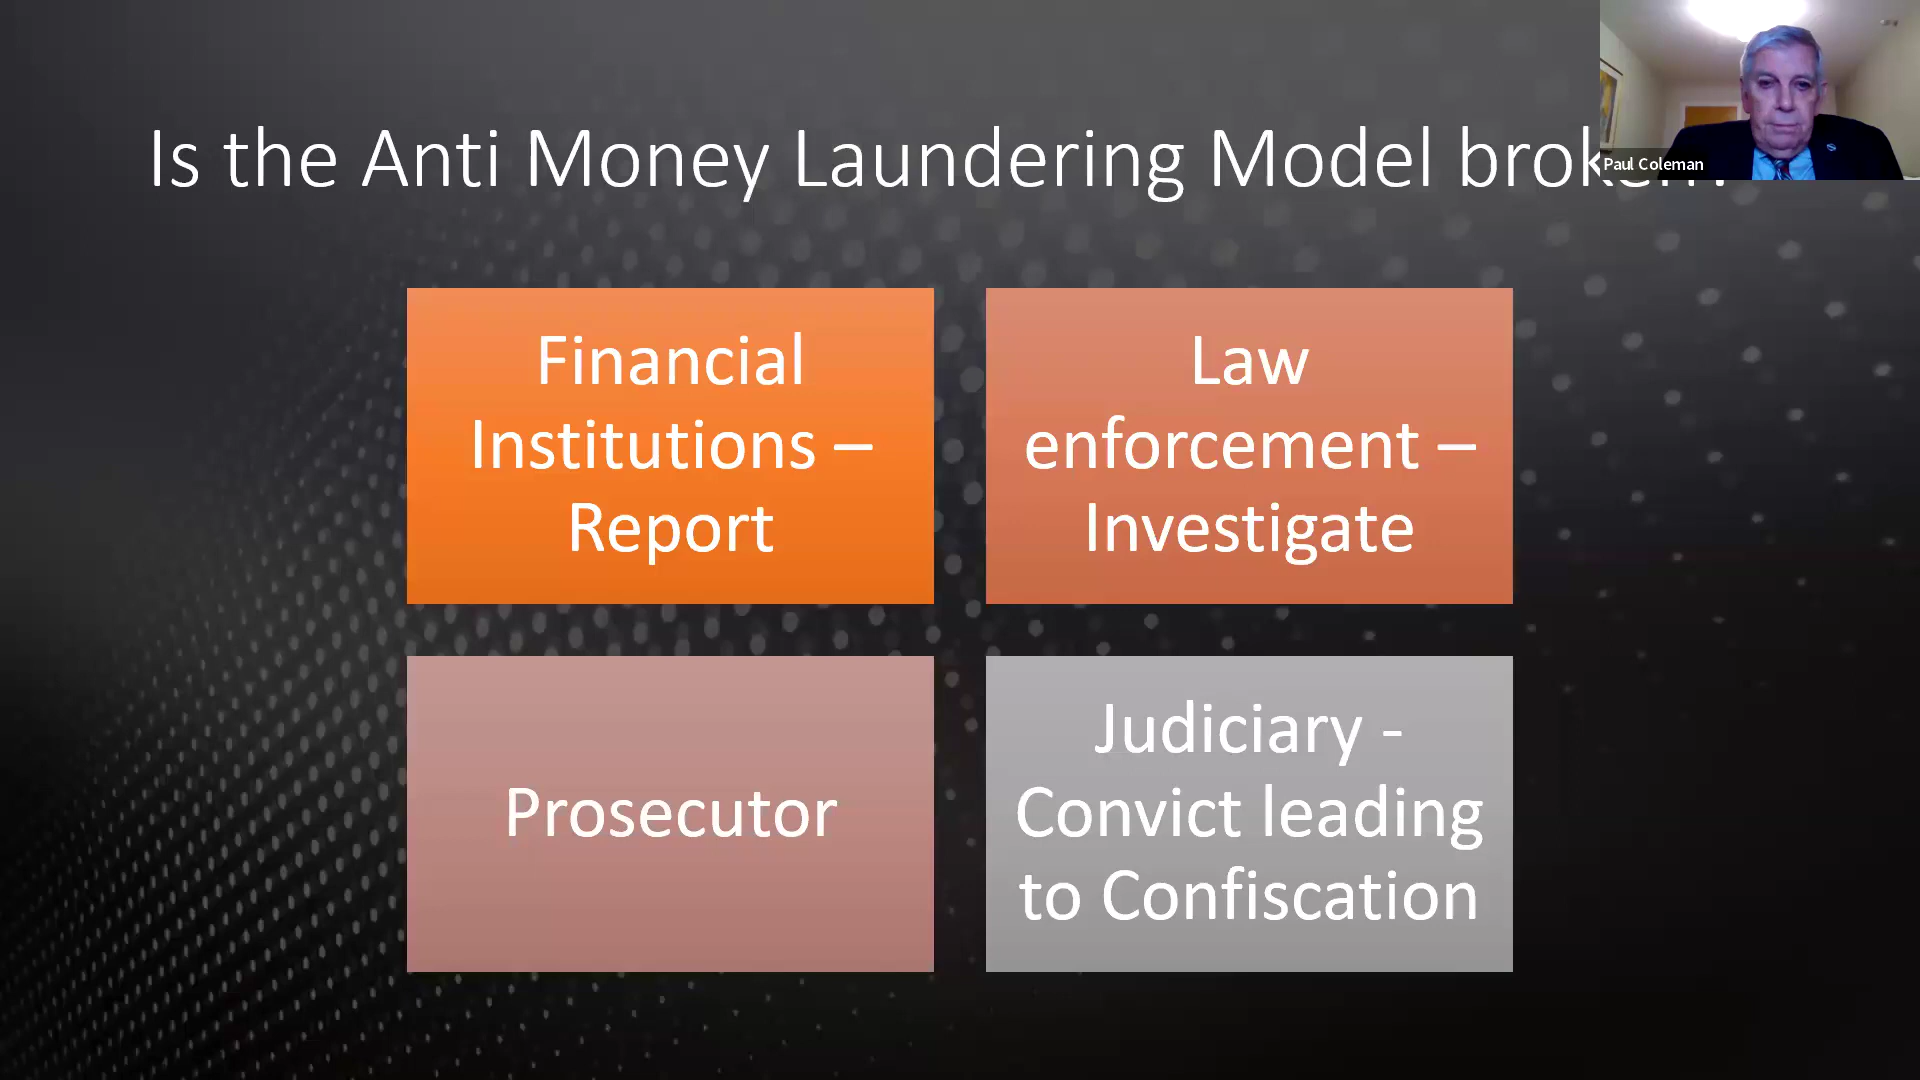 Is the Anti Money Laundering Model broken?
Paul Coleman
Financial
Institutions –
Report
Law
enforcement –
Investigate
Prosecutor
Judiciary -
Convict leading
to Confiscation